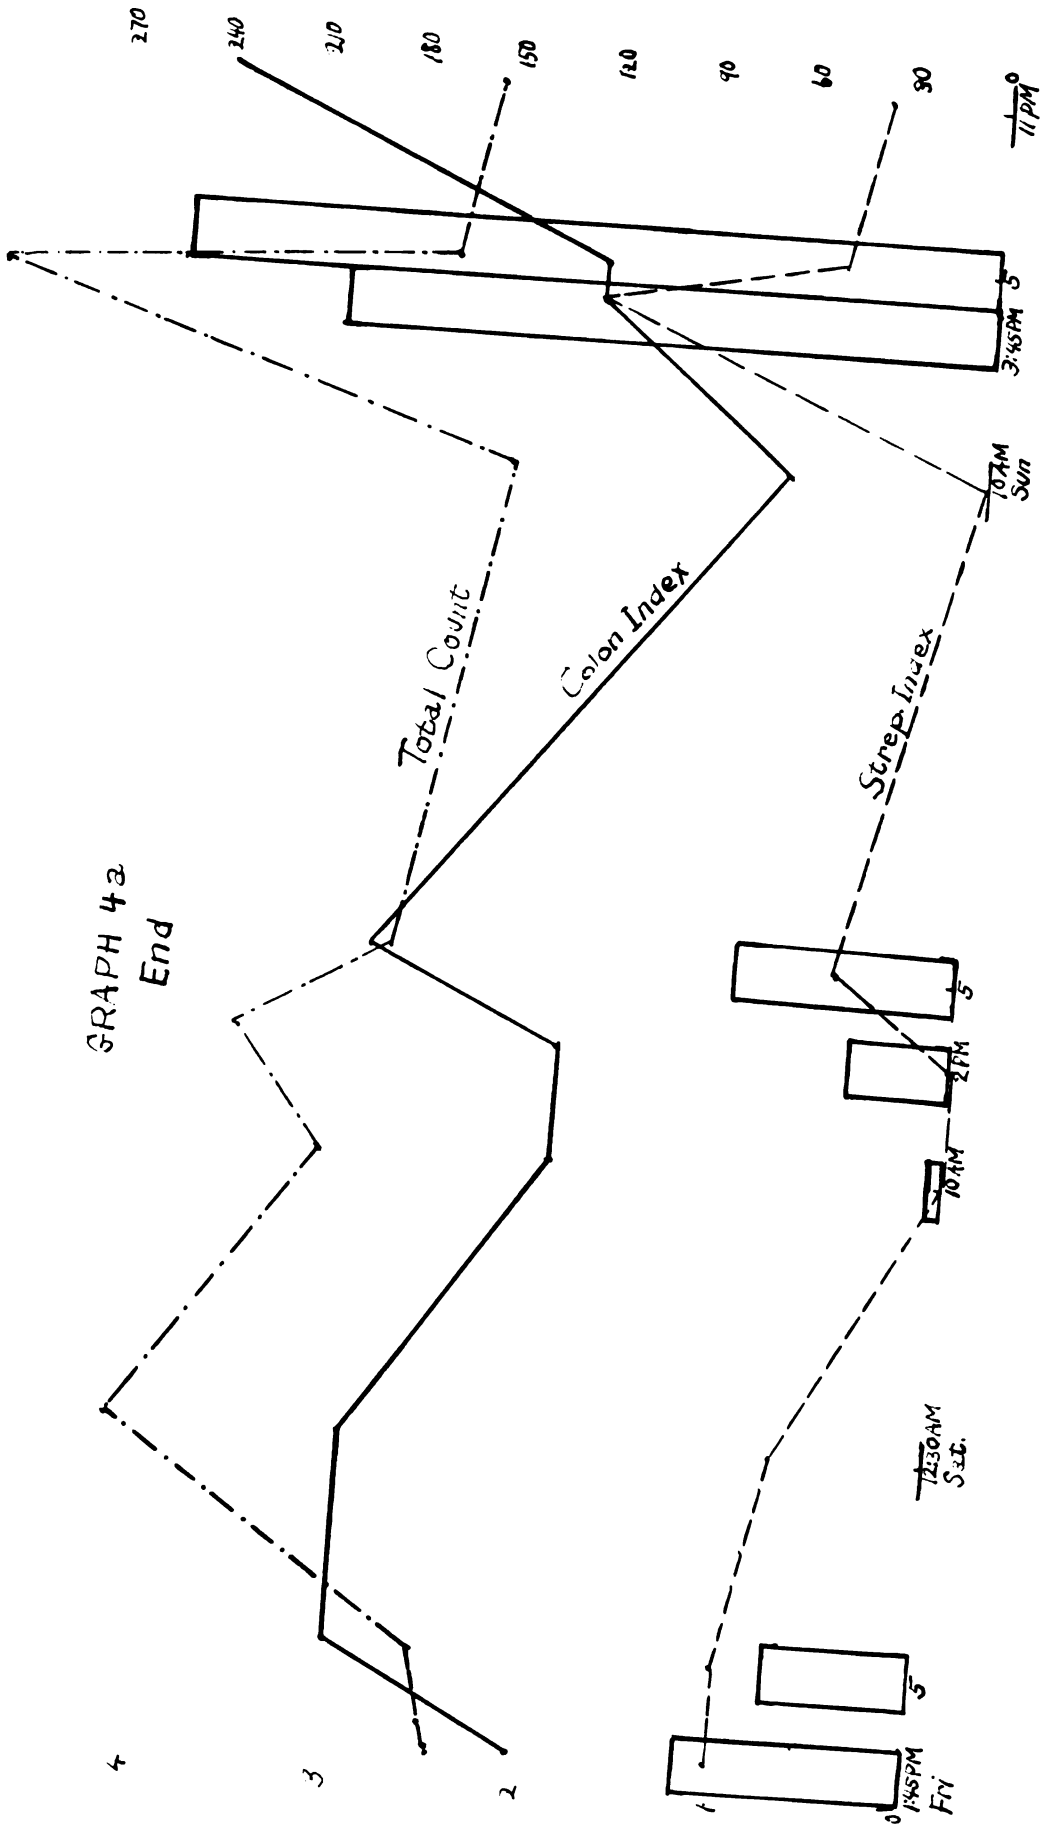 GRAPH 4a
End
4
3
2
1
0
270
240
210
180
150
120
90
60
30
0
Total Count
Colon Index
Strep. Index
1:45PM
Fri
5
12:30AM
Sat.
10AM
2PM
5
10AM
Sun
3:45PM
5
11PM